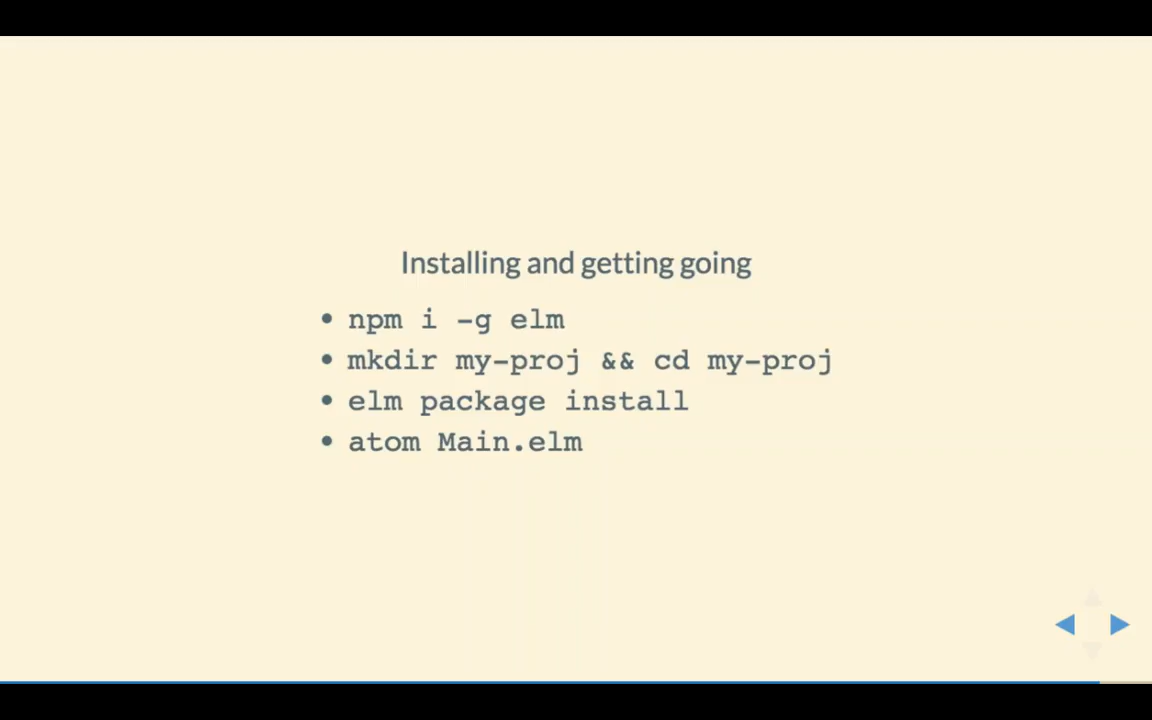 Installing and getting going
• npm i -g elm
• mkdir my-proj && cd my-proj
• elm package install
• atom Main.elm